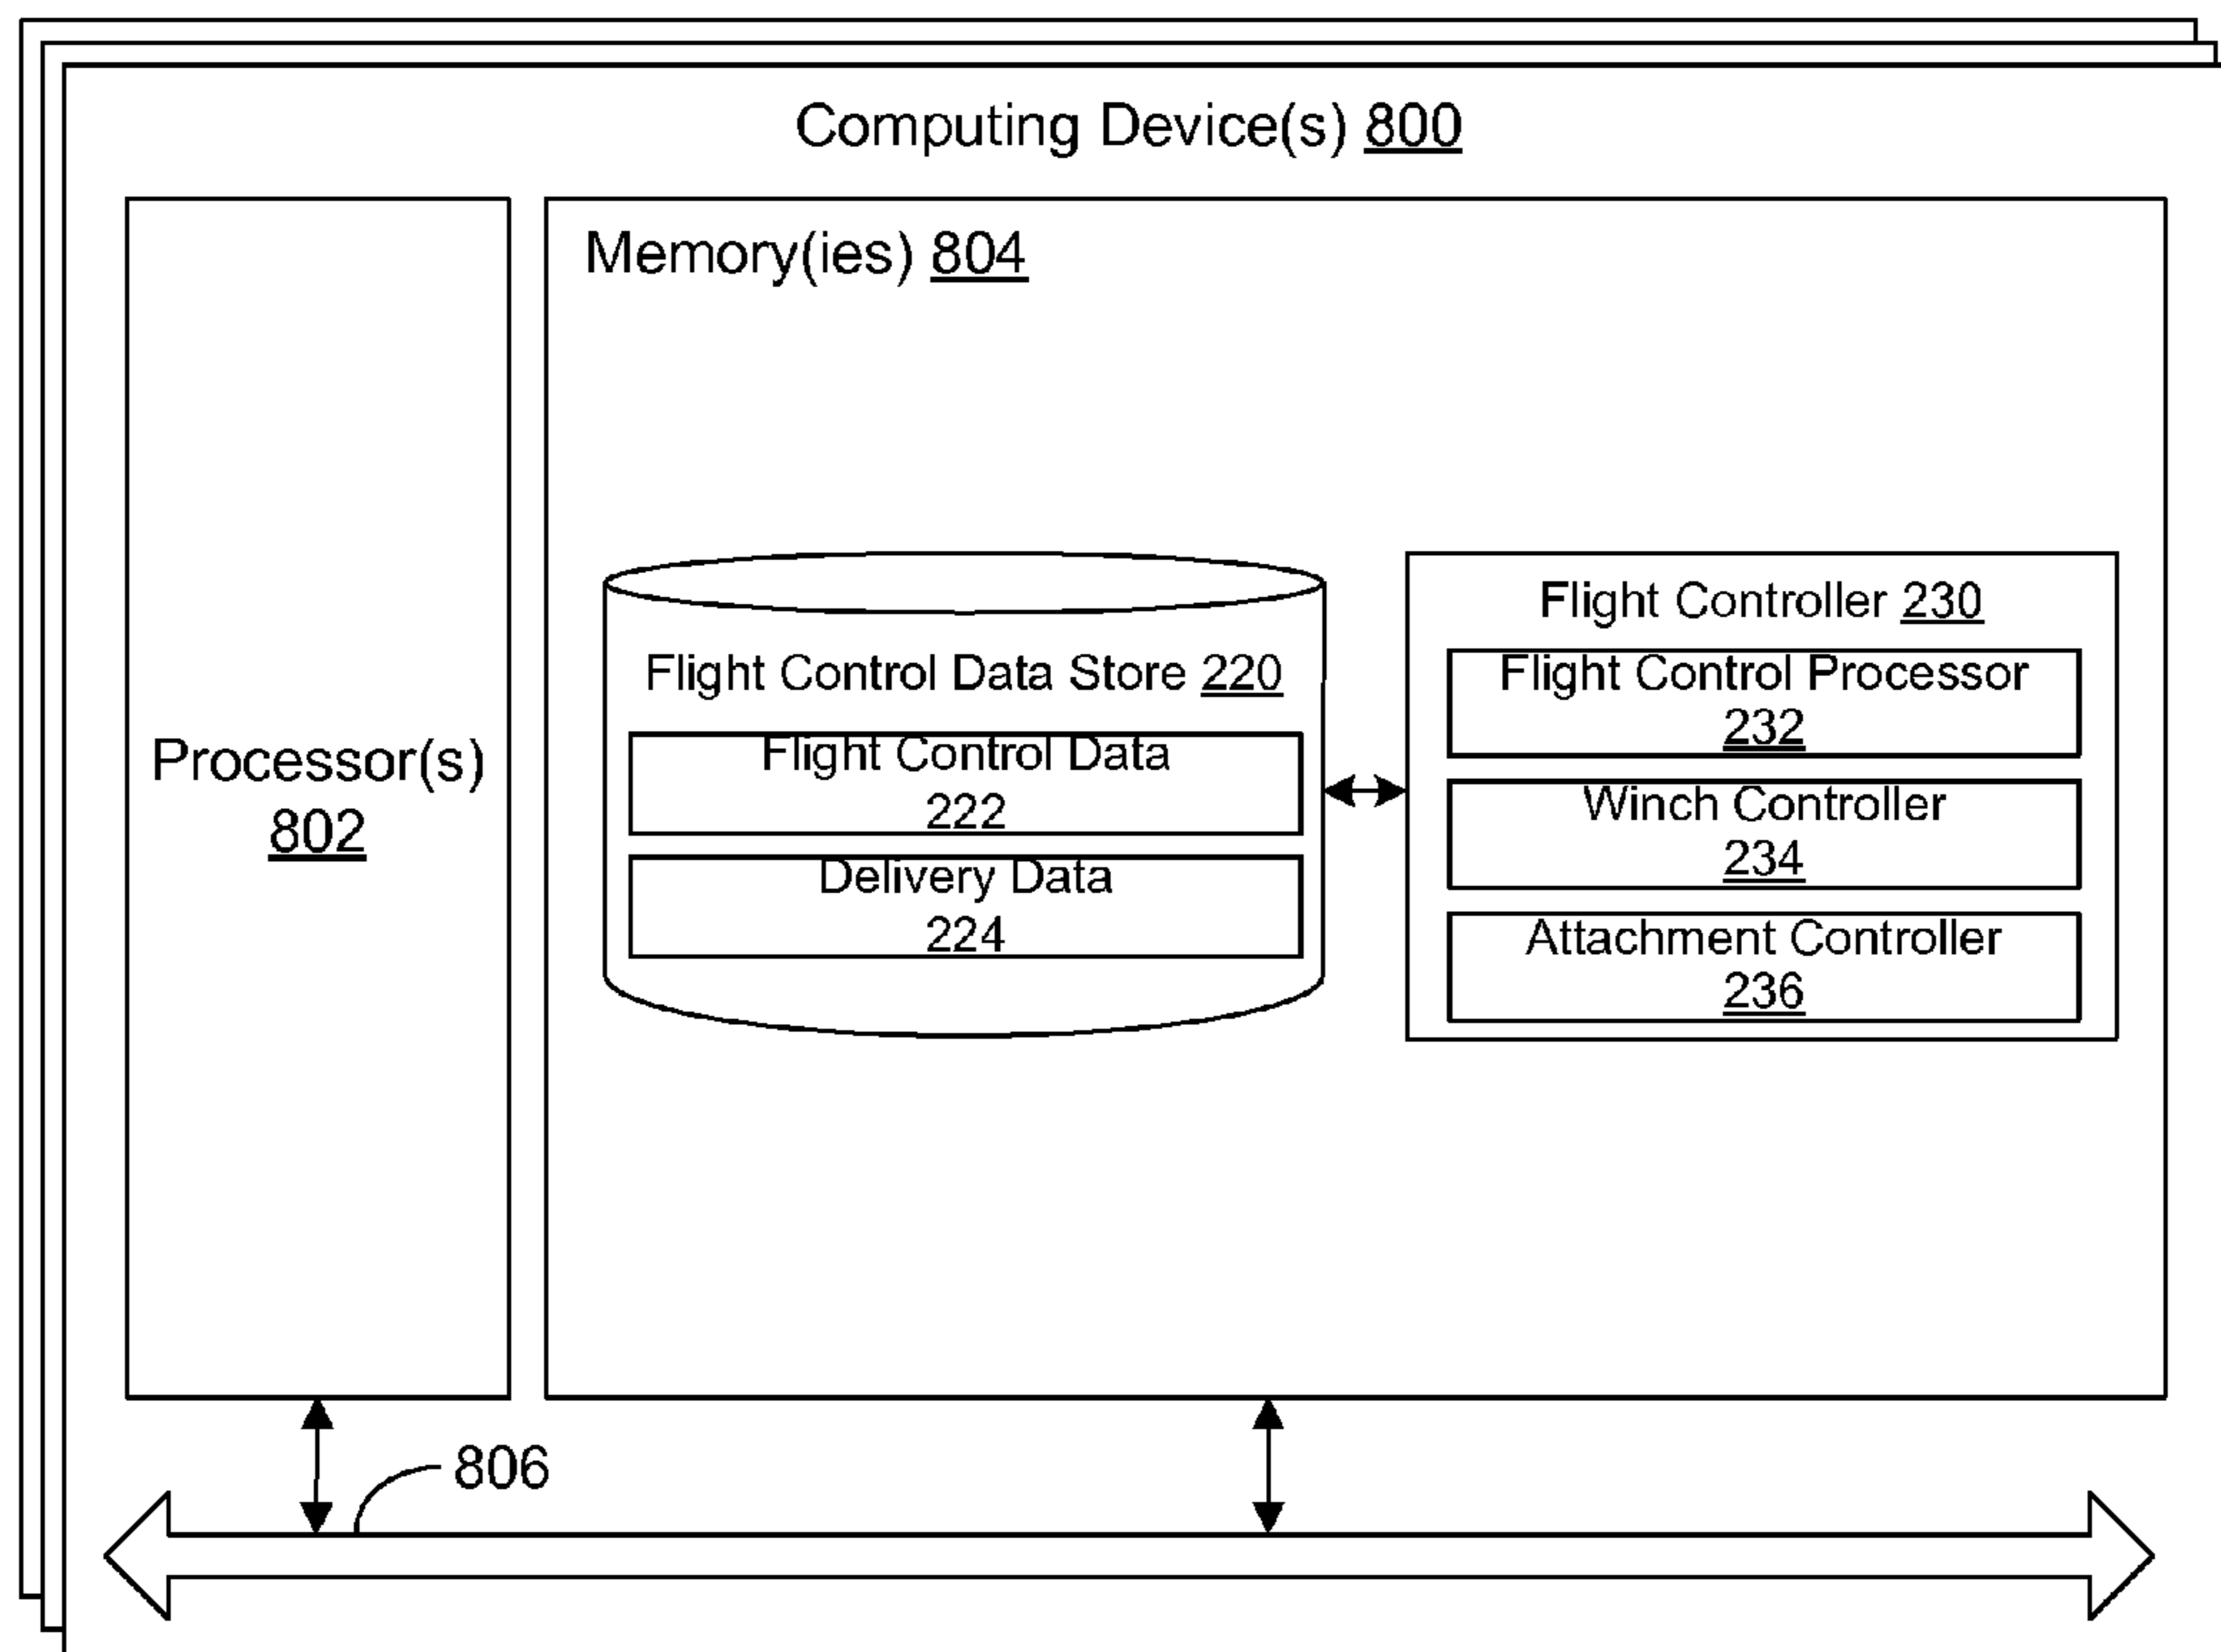 Computing Device(s) 800
Processor(s)
802
Memory(ies) 804
Flight Control Data Store 220
Flight Control Data
222
Delivery Data
224
Flight Controller 230
Flight Control Processor
232
Winch Controller
234
Attachment Controller
236
806